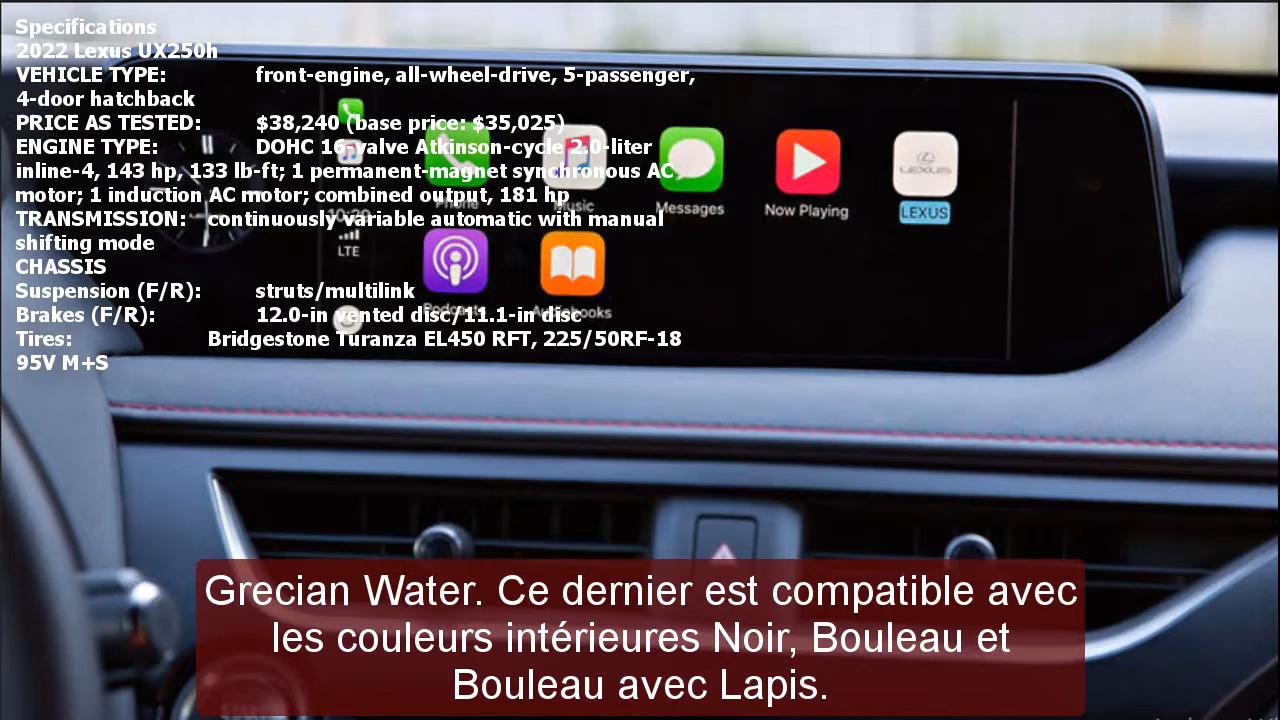 Specifications
2022 Lexus UX250h
VEHICLE TYPE: front-engine, all-wheel-drive, 5-passenger,
4-door hatchback
PRICE AS TESTED: $38,240 (base price: $35,025)
ENGINE TYPE: DOHC 16-valve Atkinson-cycle 2.0-liter
inline-4, 143 hp, 133 lb-ft; 1 permanent-magnet synchronous AC
motor; 1 induction AC motor; combined output, 181 hp
TRANSMISSION: continuously variable automatic with manual
shifting mode
CHASSIS
Suspension (F/R): struts/multilink
Brakes (F/R): 12.0-in vented disc/11.1-in disc
Tires: Bridgestone Turanza EL450 RFT, 225/50RF-18
95V M+S
LEXUS
Phone Music Messages Now Playing LEXUS
LTE
Podcasts Audiobooks
Grecian Water. Ce dernier est compatible avec
les couleurs intérieures Noir, Bouleau et
Bouleau avec Lapis.